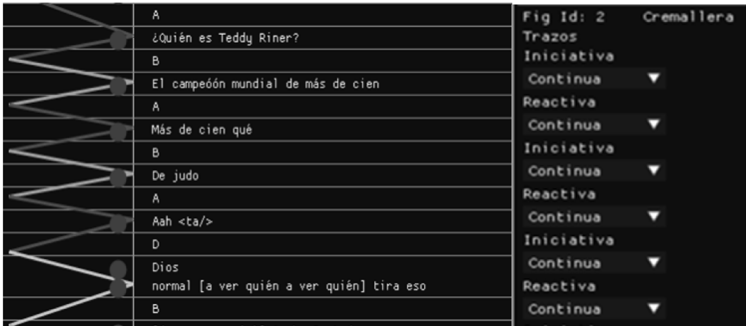 A
¿Quién es Teddy Riner?
B
El campeóón mundial de más de cien
A
Más de cien qué
B
De judo
A
Aah <ta/>
D
Dios
normal [a ver quién a ver quién] tira eso
B
Fig Id: 2 Cremallera
Trazos
Iniciativa
Continua
Reactiva
Continua
Iniciativa
Continua
Reactiva
Continua
Iniciativa
Continua
Reactiva
Continua